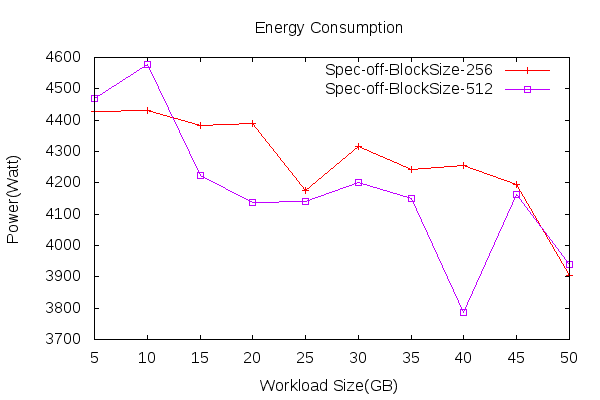 Energy Consumption
Spec-off-BlockSize-256
Spec-off-BlockSize-512
Power(Watt)
4600
4500
4400
4300
4200
4100
4000
3900
3800
3700
5 10 15 20 25 30 35 40 45 50
Workload Size(GB)